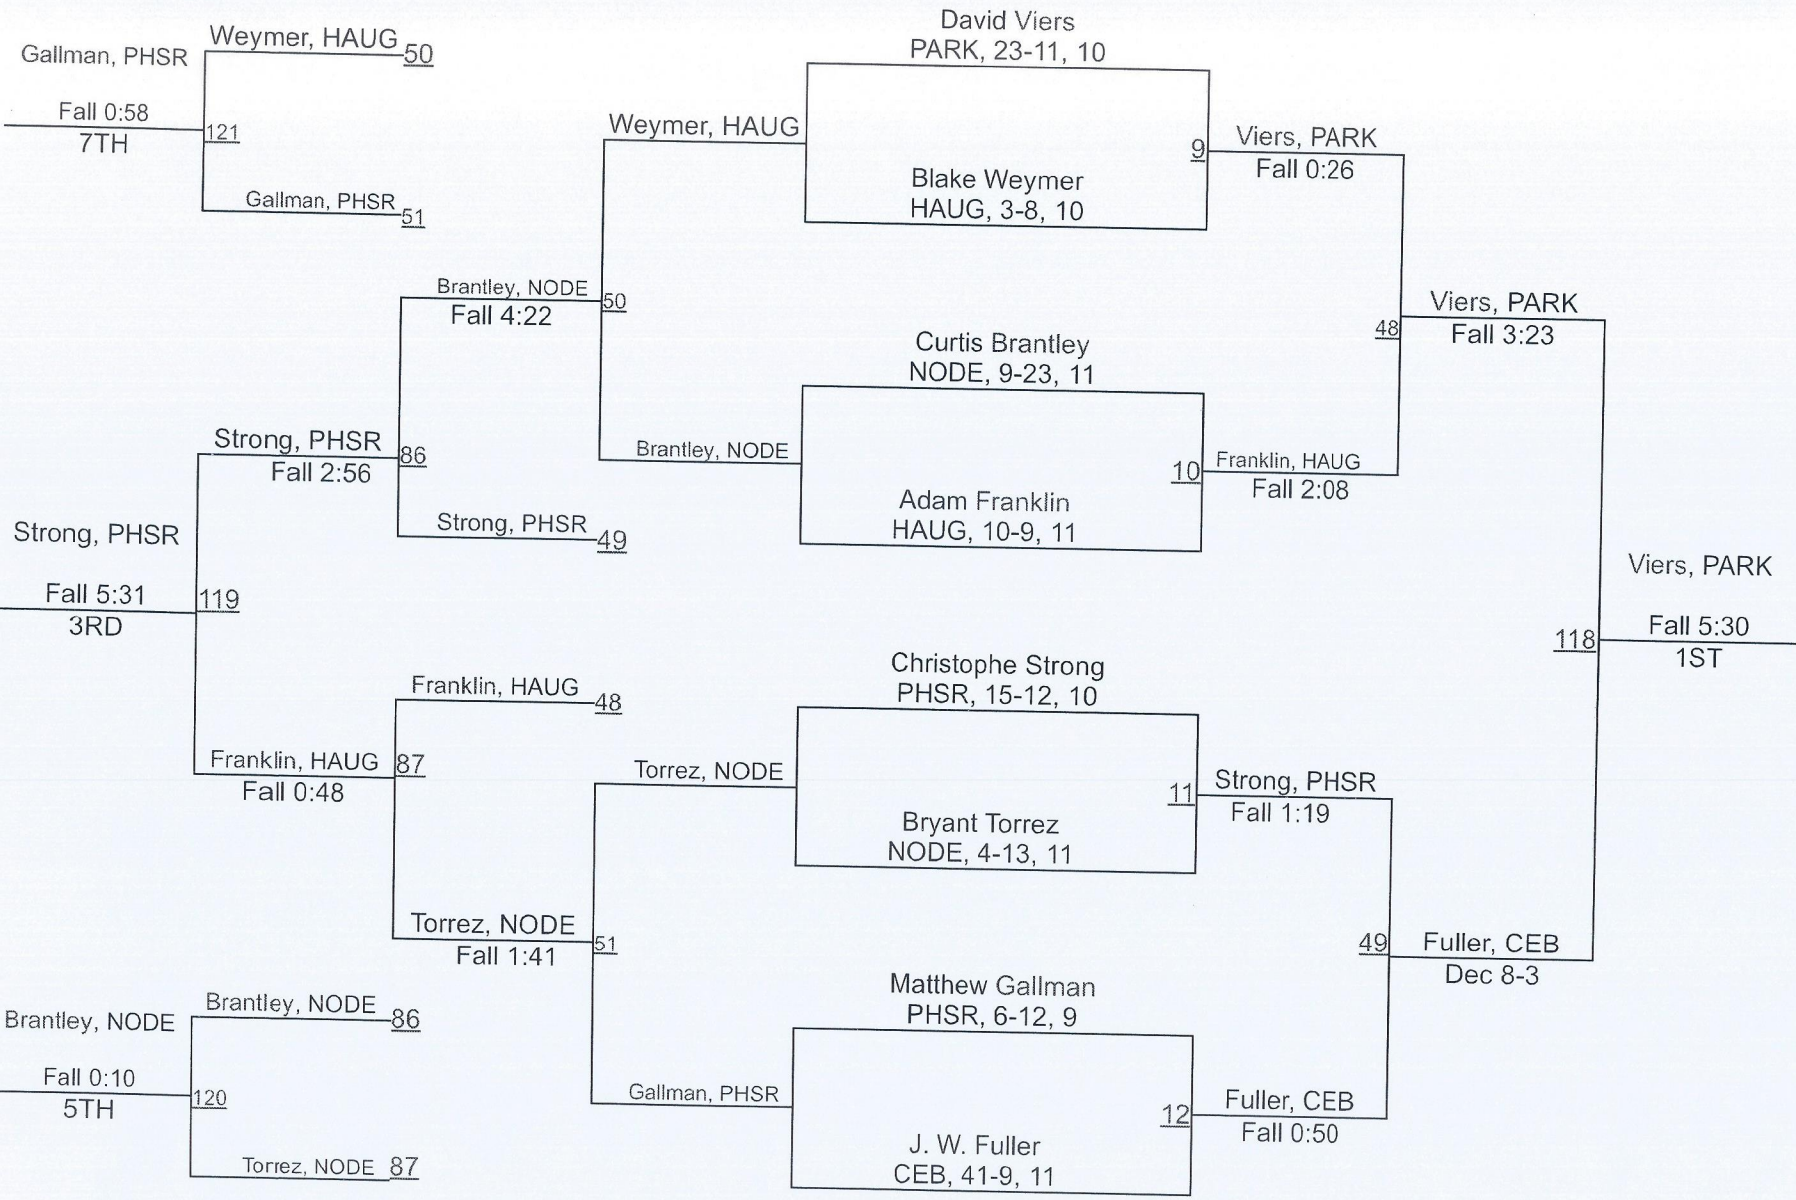 David Viers
PARK, 23-11, 10
Weymer, HAUG
50
Gallman, PHSR
Fall 0:58
7TH
121
Gallman, PHSR
51
Weymer, HAUG
9
Viers, PARK
Fall 0:26
Blake Weymer
HAUG, 3-8, 10
Brantley, NODE
Fall 4:22
50
Viers, PARK
Fall 3:23
48
Curtis Brantley
NODE, 9-23, 11
Strong, PHSR
Fall 2:56
86
Brantley, NODE
10
Franklin, HAUG
Fall 2:08
Adam Franklin
HAUG, 10-9, 11
Strong, PHSR
49
Strong, PHSR
Fall 5:31
3RD
119
Viers, PARK
118
Fall 5:30
1ST
Christophe Strong
PHSR, 15-12, 10
Franklin, HAUG
48
Franklin, HAUG
Fall 0:48
87
Torrez, NODE
11
Strong, PHSR
Fall 1:19
Bryant Torrez
NODE, 4-13, 11
Torrez, NODE
Fall 1:41
51
49
Fuller, CEB
Dec 8-3
Matthew Gallman
PHSR, 6-12, 9
Brantley, NODE
86
Brantley, NODE
Fall 0:10
5TH
120
Gallman, PHSR
12
Fuller, CEB
Fall 0:50
J. W. Fuller
CEB, 41-9, 11
Torrez, NODE
87